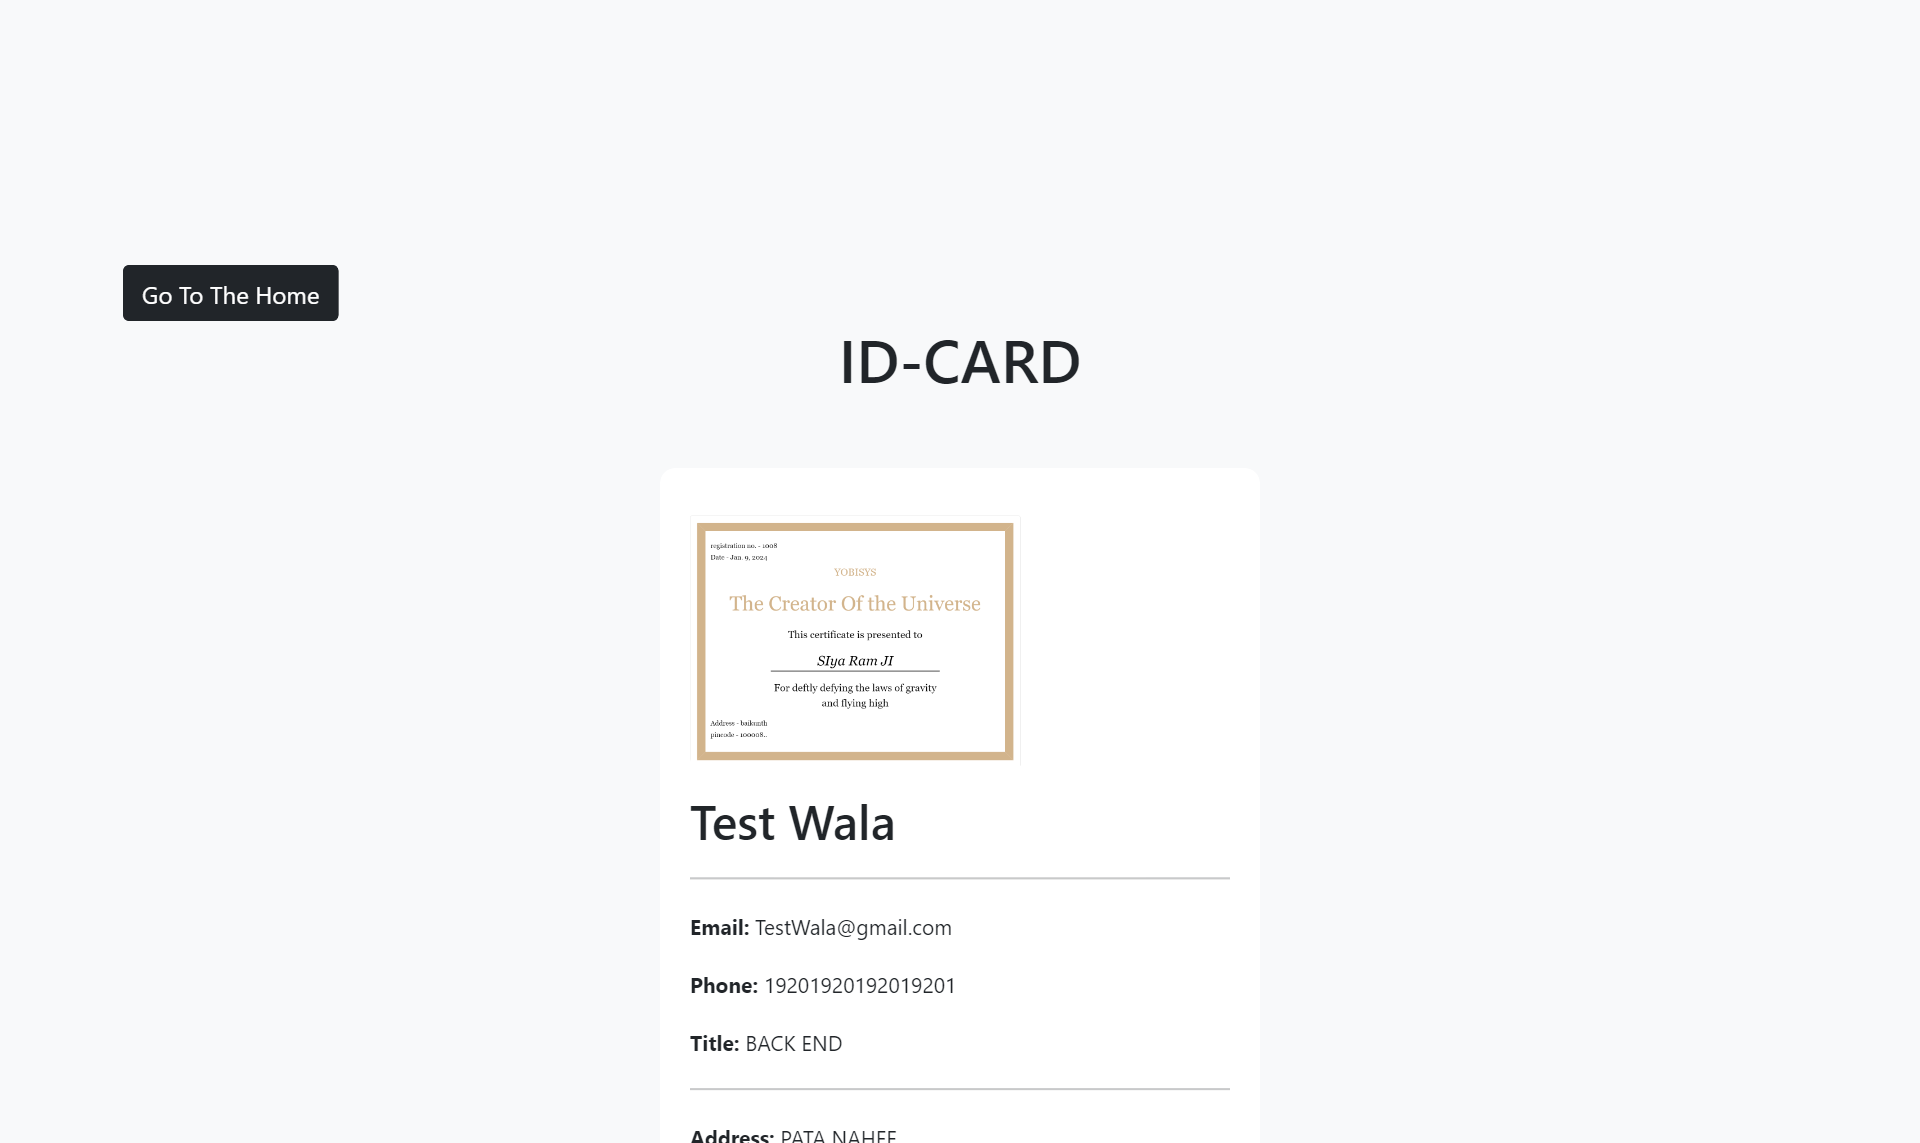 Go To The Home
ID-CARD
registration no. - 1008
Date - Jan. 9, 2024
YOBISYS
The Creator Of the Universe
This certificate is presented to
SIya Ram JI
For deftly defying the laws of gravity
and flying high
Address - baikunth
pincode - 100008..
Test Wala
Email: TestWala@gmail.com
Phone: 19201920192019201
Title: BACK END
Address: PATA NAHEE